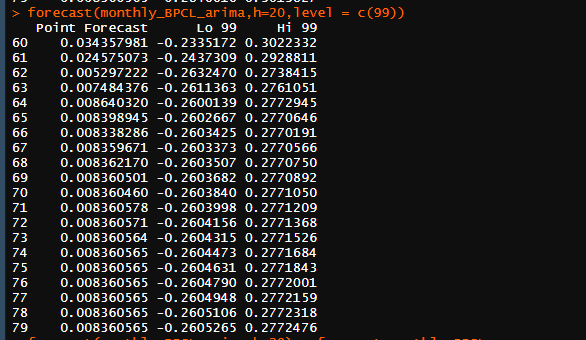 > forecast(monthly_BPCL_arima,h=20,level = c(99))
   Point Forecast      Lo 99     Hi 99
60    0.034357981 -0.2335172 0.3022332
61    0.024575073 -0.2437309 0.2928811
62    0.005297222 -0.2632470 0.2738415
63    0.007484376 -0.2611363 0.2761051
64    0.008640320 -0.2600139 0.2772945
65    0.008398945 -0.2602667 0.2770646
66    0.008338286 -0.2603425 0.2770191
67    0.008359671 -0.2603373 0.2770566
68    0.008362170 -0.2603507 0.2770750
69    0.008360501 -0.2603682 0.2770892
70    0.008360460 -0.2603840 0.2771050
71    0.008360578 -0.2603998 0.2771209
72    0.008360571 -0.2604156 0.2771368
73    0.008360564 -0.2604315 0.2771526
74    0.008360565 -0.2604473 0.2771684
75    0.008360565 -0.2604631 0.2771843
76    0.008360565 -0.2604790 0.2772001
77    0.008360565 -0.2604948 0.2772159
78    0.008360565 -0.2605106 0.2772318
79    0.008360565 -0.2605265 0.2772476